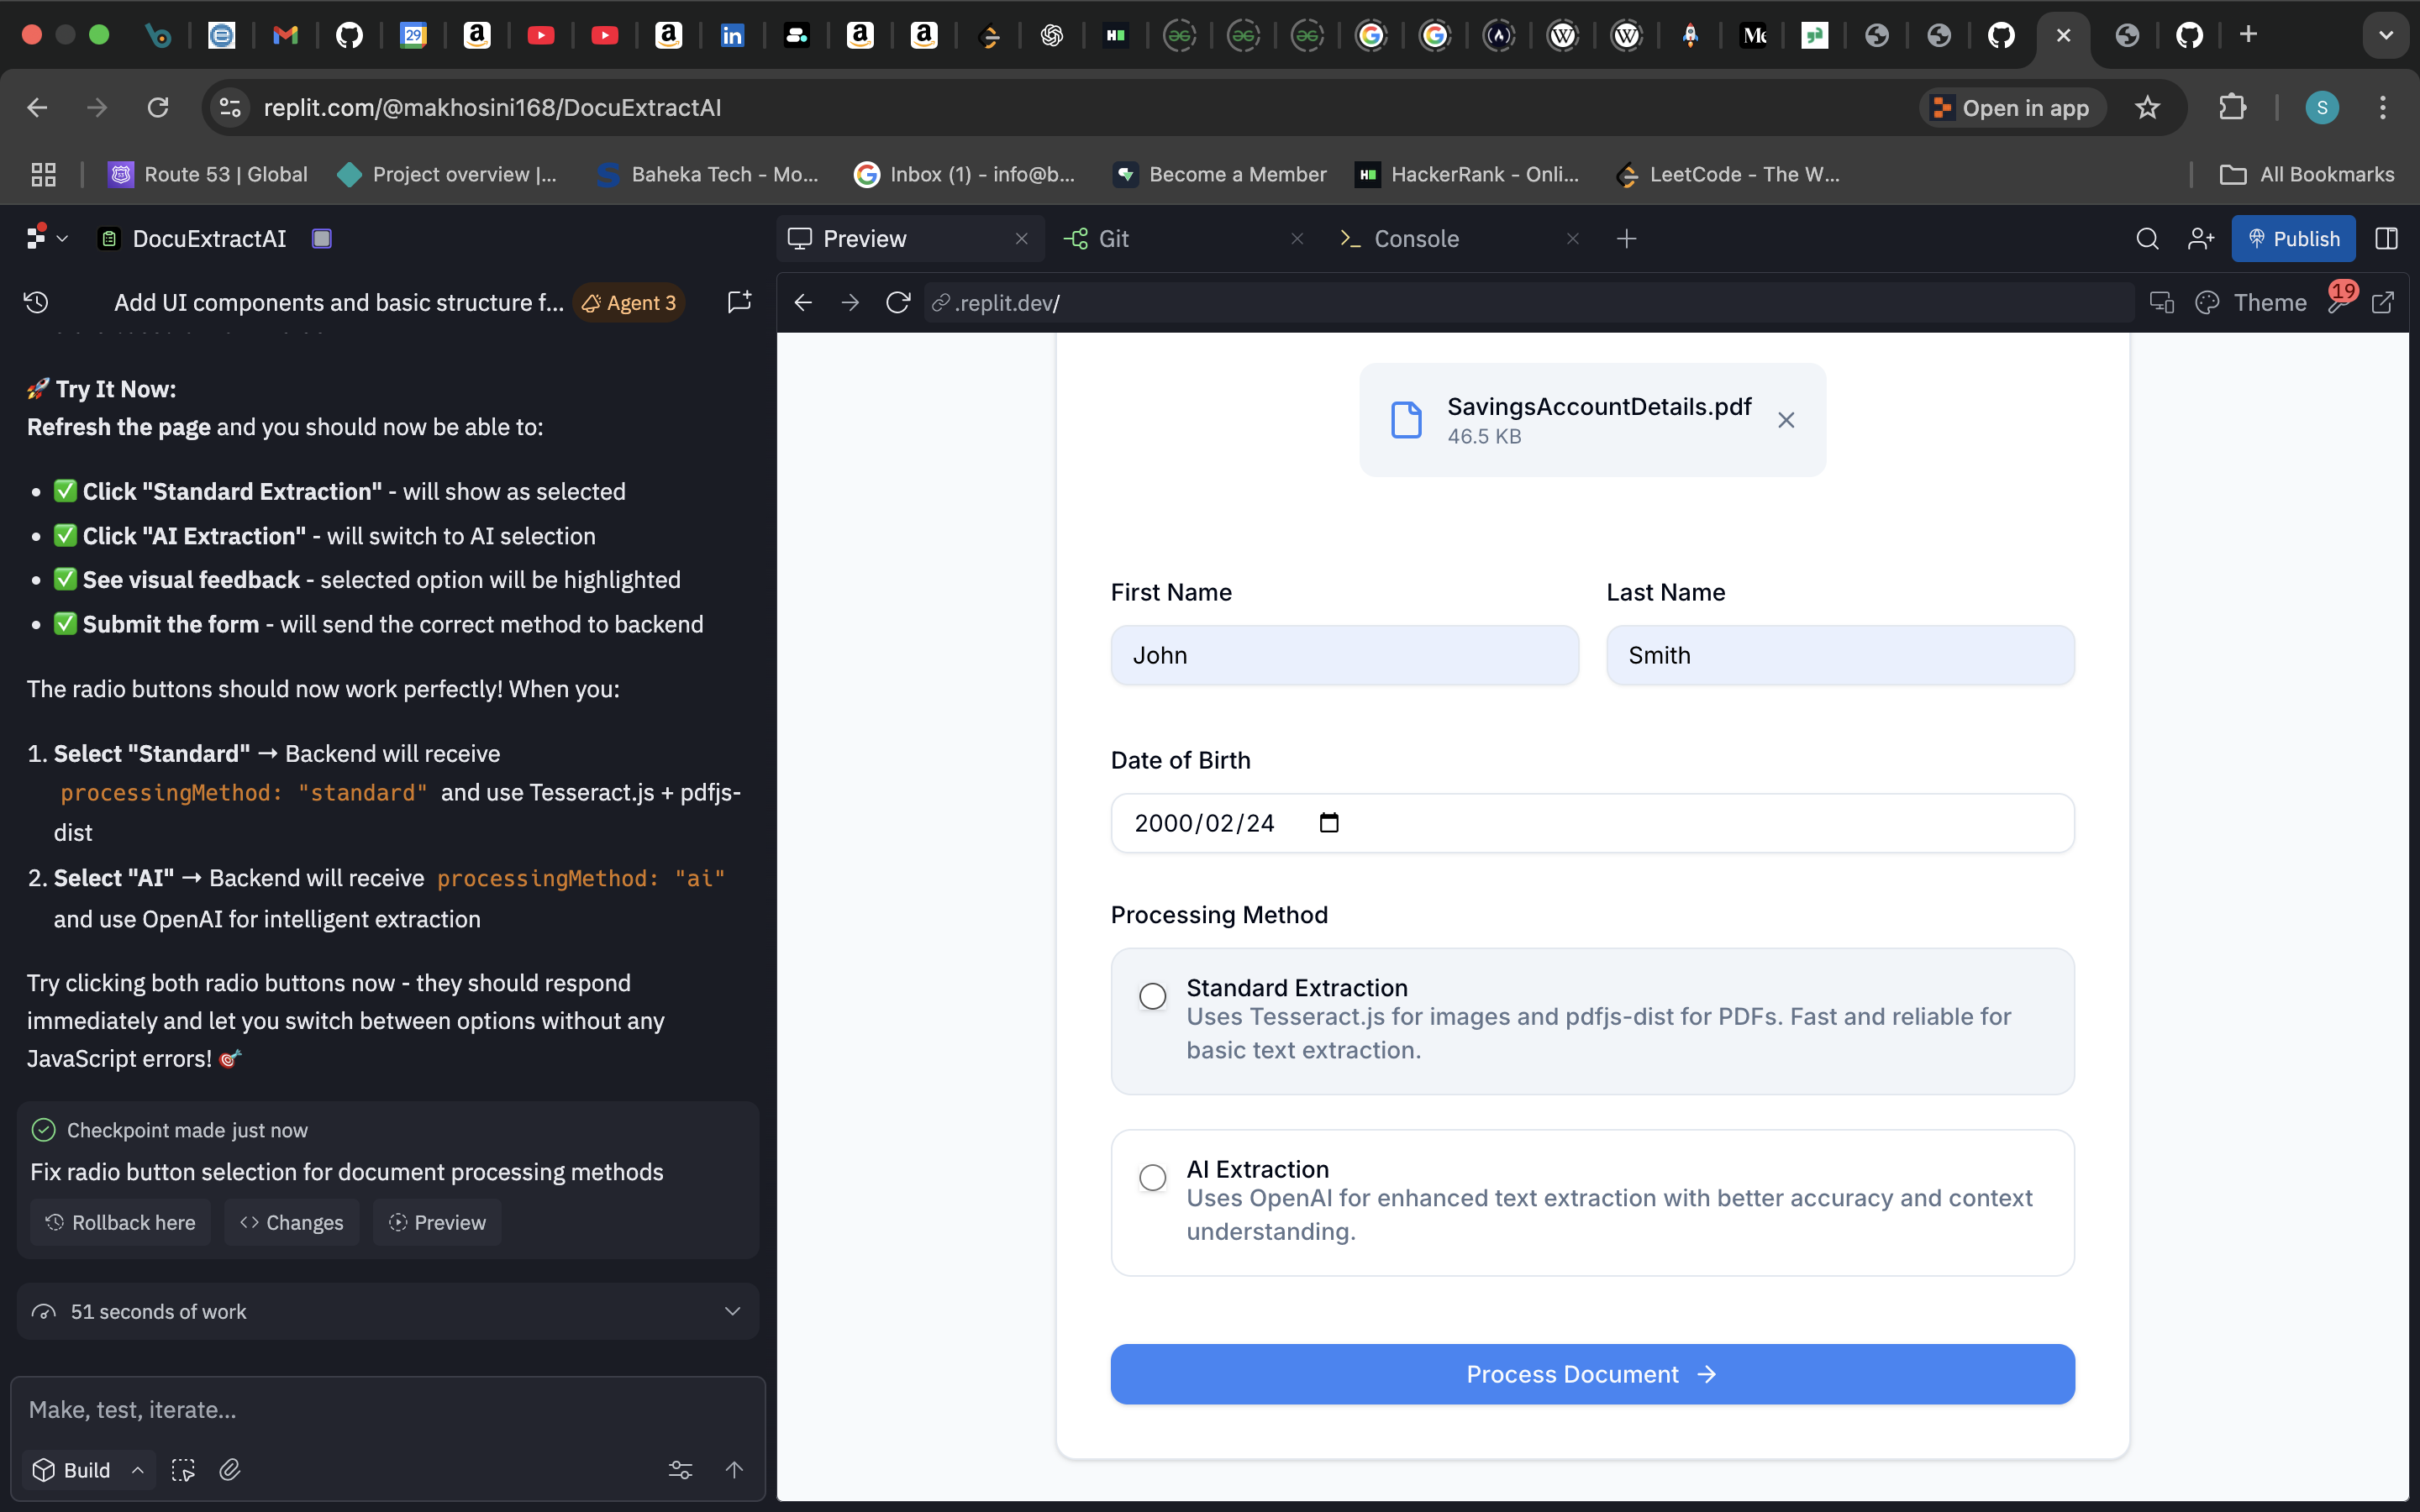 replit.com/@makhosini168/DocuExtractAI
Open in app
S
Route 53 | Global
Project overview |...
Baheka Tech - Mo...
Inbox (1) - info@b...
Become a Member
HackerRank - Onli...
LeetCode - The W...
All Bookmarks
DocuExtractAI
Preview
Git
Console
Publish
Add UI components and basic structure f...
Agent 3
.replit.dev/
Theme
19
🚀 Try It Now:
Refresh the page and you should now be able to:
• ✅ Click "Standard Extraction" - will show as selected
• ✅ Click "AI Extraction" - will switch to AI selection
• ✅ See visual feedback - selected option will be highlighted
• ✅ Submit the form - will send the correct method to backend
The radio buttons should now work perfectly! When you:
1. Select "Standard" → Backend will receive
processingMethod: "standard" and use Tesseract.js + pdfjs-
dist
2. Select "AI" → Backend will receive processingMethod: "ai"
and use OpenAI for intelligent extraction
Try clicking both radio buttons now - they should respond
immediately and let you switch between options without any
JavaScript errors! 🎯
Checkpoint made just now
Fix radio button selection for document processing methods
Rollback here
Changes
Preview
51 seconds of work
Make, test, iterate...
Build
SavingsAccountDetails.pdf
46.5 KB
First Name
Last Name
John
Smith
Date of Birth
2000/02/24
Processing Method
Standard Extraction
Uses Tesseract.js for images and pdfjs-dist for PDFs. Fast and reliable for
basic text extraction.
AI Extraction
Uses OpenAI for enhanced text extraction with better accuracy and context
understanding.
Process Document →